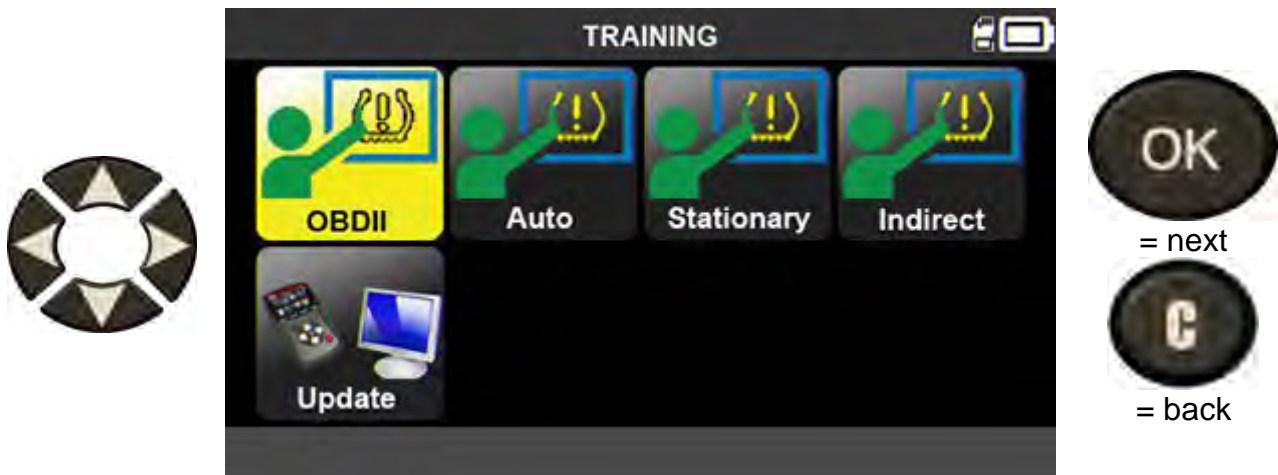 TRAINING
OBDII
Auto
Stationary
Indirect
Update
OK
= next
C
= back